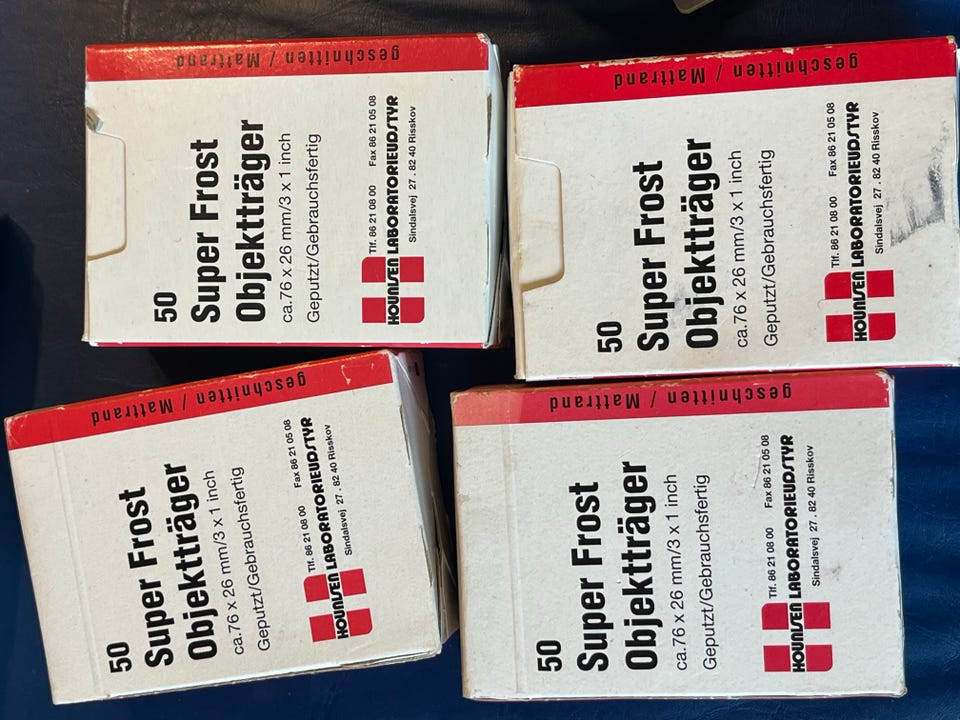 geschnitten / Mattrand
50
Super Frost
Objektträger
ca.76 x 26 mm/3 x 1 inch
Geputzt/Gebrauchsfertig
Tlf. 86 21 08 00 Fax 86 21 05 08
HOUNISEN LABORATORIEUDSTYR
Sindalsvej 27 . 82 40 Risskov
geschnitten / Mattrand
50
Super Frost
Objektträger
ca.76 x 26 mm/3 x 1 inch
Geputzt/Gebrauchsfertig
Tlf. 86 21 08 00 Fax 86 21 05 08
HOUNISEN LABORATORIEUDSTYR
Sindalsvej 27 . 82 40 Risskov
geschnitten / Mattrand
50
Super Frost
Objektträger
ca.76 x 26 mm/3 x 1 inch
Geputzt/Gebrauchsfertig
Tlf. 86 21 08 00 Fax 86 21 05 08
HOUNISEN LABORATORIEUDSTYR
Sindalsvej 27 . 82 40 Risskov
geschnitten / Mattrand
50
Super Frost
Objektträger
ca.76 x 26 mm/3 x 1 inch
Geputzt/Gebrauchsfertig
Tlf. 86 21 08 00 Fax 86 21 05 08
HOUNISEN LABORATORIEUDSTYR
Sindalsvej 27 . 82 40 Risskov